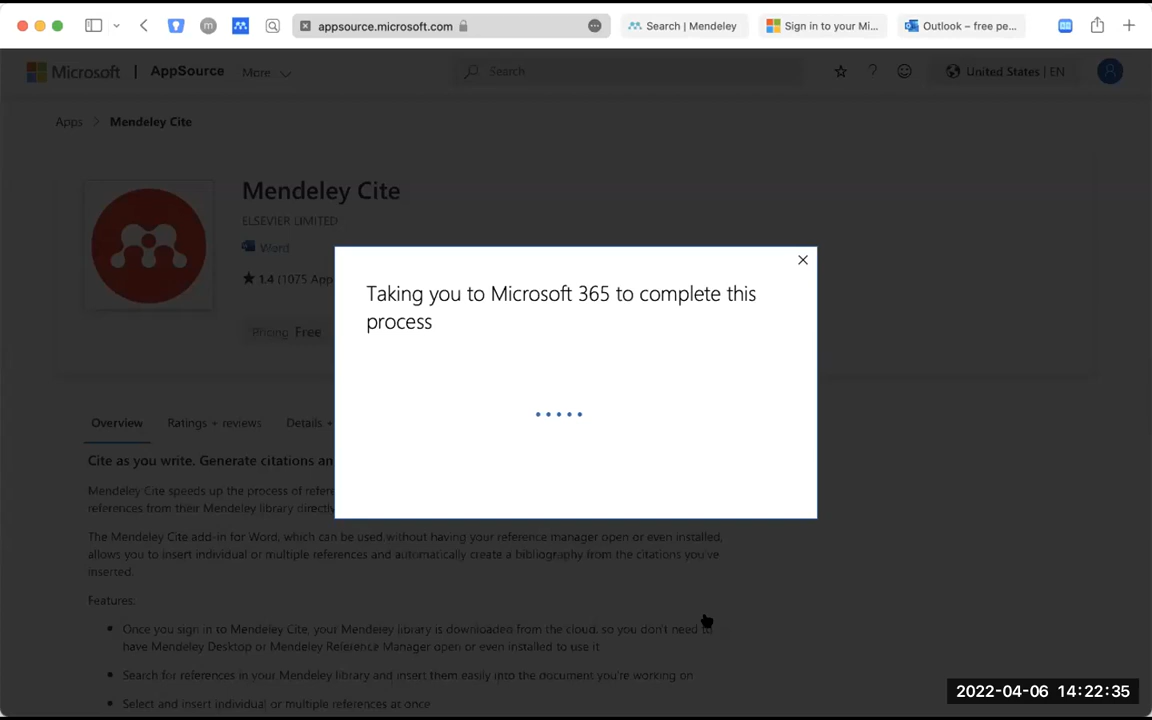 appsource.microsoft.com
Search | Mendeley
Sign in to your Mi...
Outlook – free pe...
Microsoft | AppSource More
Search
United States | EN
Apps > Mendeley Cite
Mendeley Cite
ELSEVIER LIMITED
Word
1.4 (1075 App
Pricing Free
Taking you to Microsoft 365 to complete this
process
Overview Ratings + reviews Details +
Cite as you write. Generate citations an
Mendeley Cite speeds up the process of refere
references from their Mendeley library directly
The Mendeley Cite add-in for Word, which can be used without having your reference manager open or even installed,
allows you to insert individual or multiple references and automatically create a bibliography from the citations you've
inserted.
Features:
Once you sign in to Mendeley Cite, your Mendeley library is downloaded from the cloud, so you don't need to
have Mendeley Desktop or Mendeley Reference Manager open or even installed to use it
Search for references in your Mendeley library and insert them easily into the document you're working on
Select and insert individual or multiple references at once
2022-04-06 14:22:35